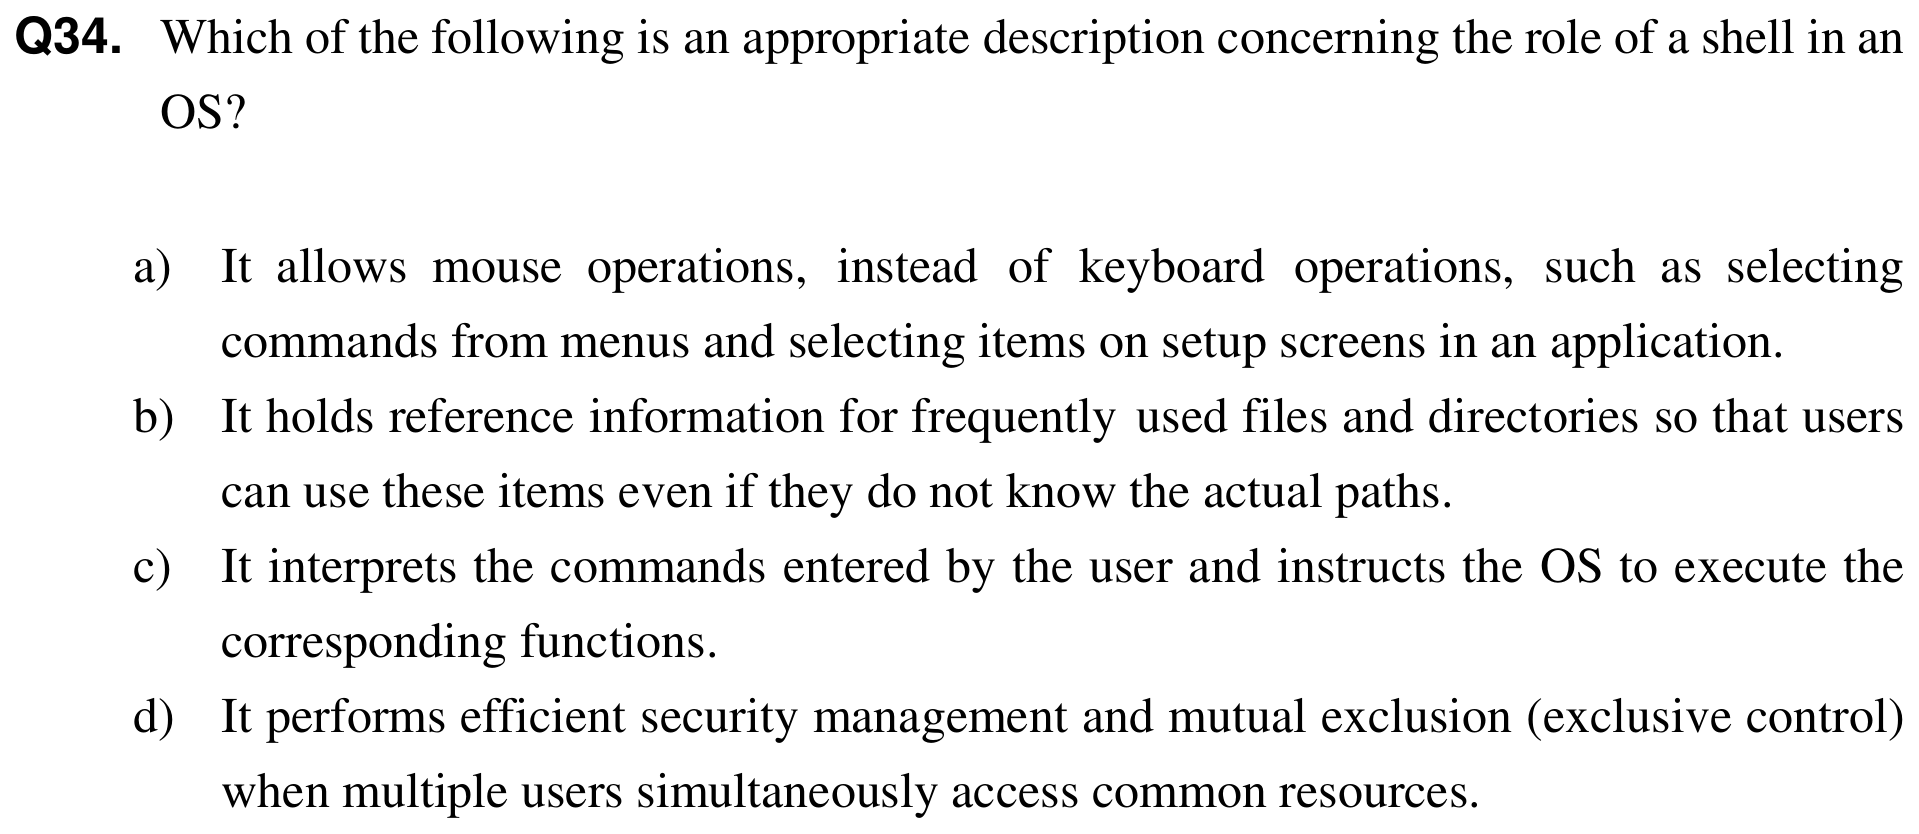 Q34. Which of the following is an appropriate description concerning the role of a shell in an
OS?
a) It allows mouse operations, instead of keyboard operations, such as selecting
commands from menus and selecting items on setup screens in an application.
b) It holds reference information for frequently used files and directories so that users
can use these items even if they do not know the actual paths.
c) It interprets the commands entered by the user and instructs the OS to execute the
corresponding functions.
d) It performs efficient security management and mutual exclusion (exclusive control)
when multiple users simultaneously access common resources.